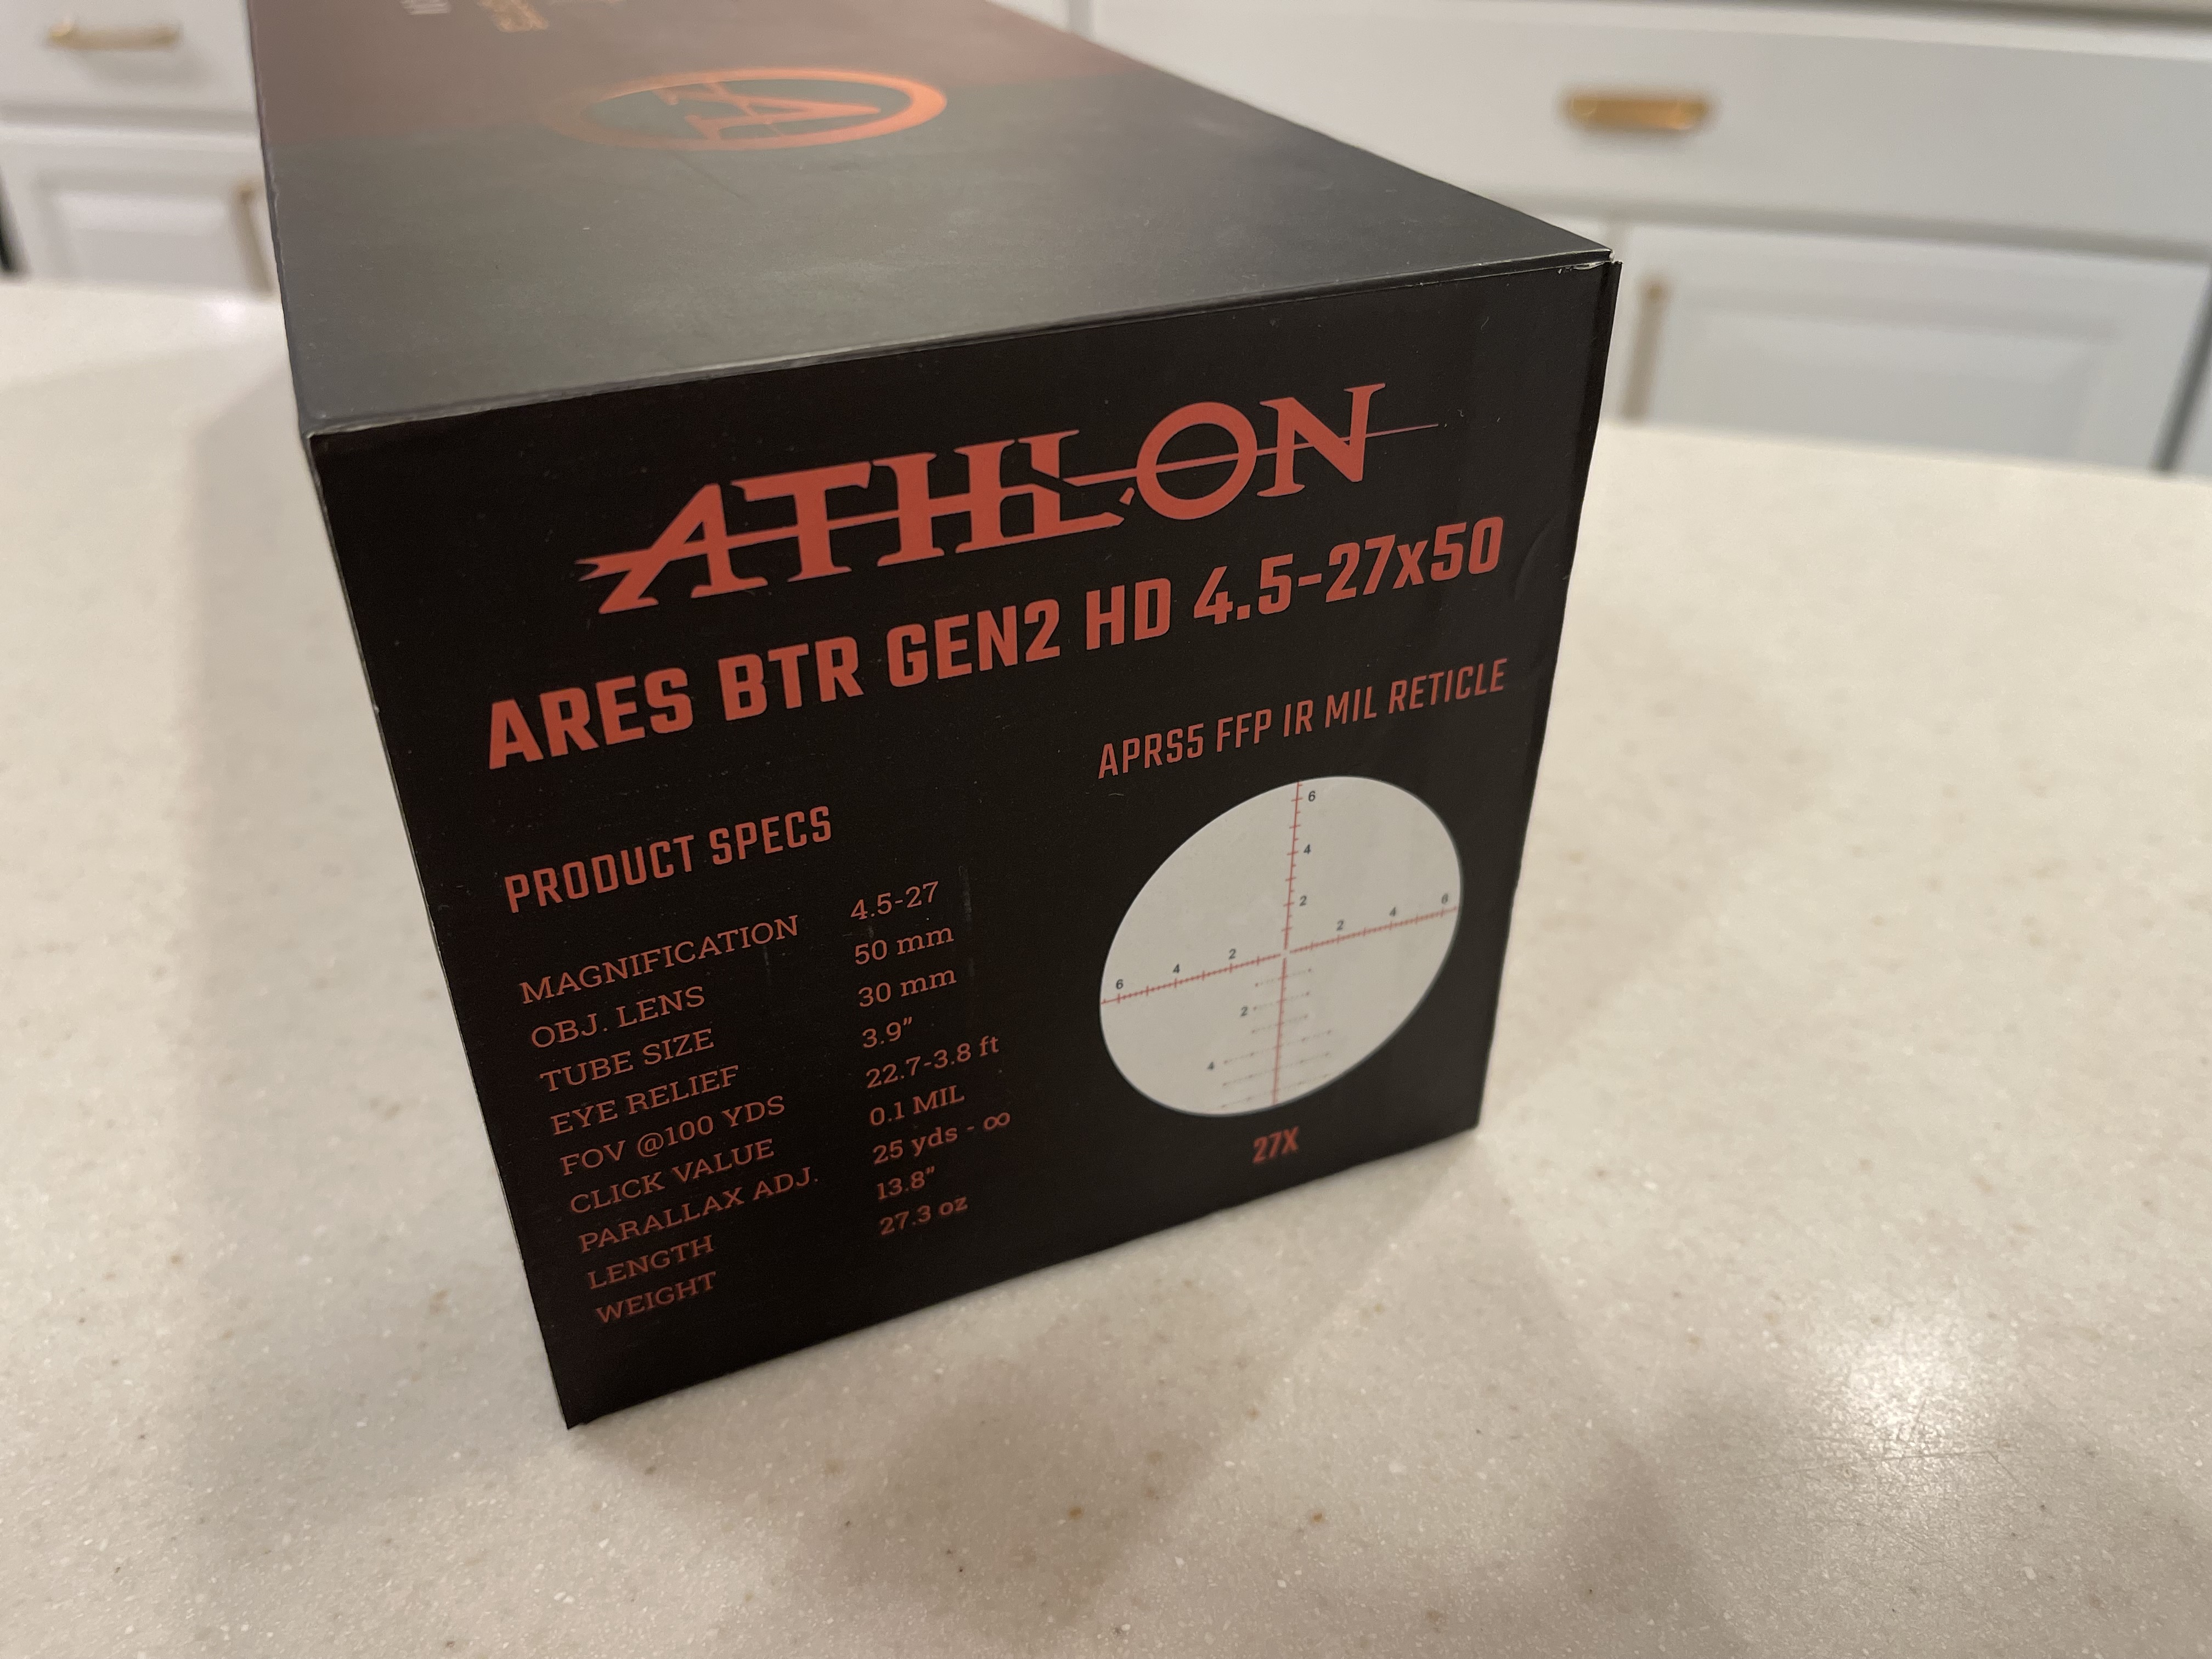 ATHLON
ARES BTR GEN2 HD 4.5-27x50
PRODUCT SPECS
MAGNIFICATION 4.5-27
OBJ. LENS 50 mm
TUBE SIZE 30 mm
EYE RELIEF 3.9"
FOV @100 YDS 22.7-3.8 ft
CLICK VALUE 0.1 MIL
PARALLAX ADJ. 25 yds - ∞
LENGTH 13.8"
WEIGHT 27.3 oz
APRS5 FFP IR MIL RETICLE
6
4
2
6 4 2 2 4 6
2
4
27X